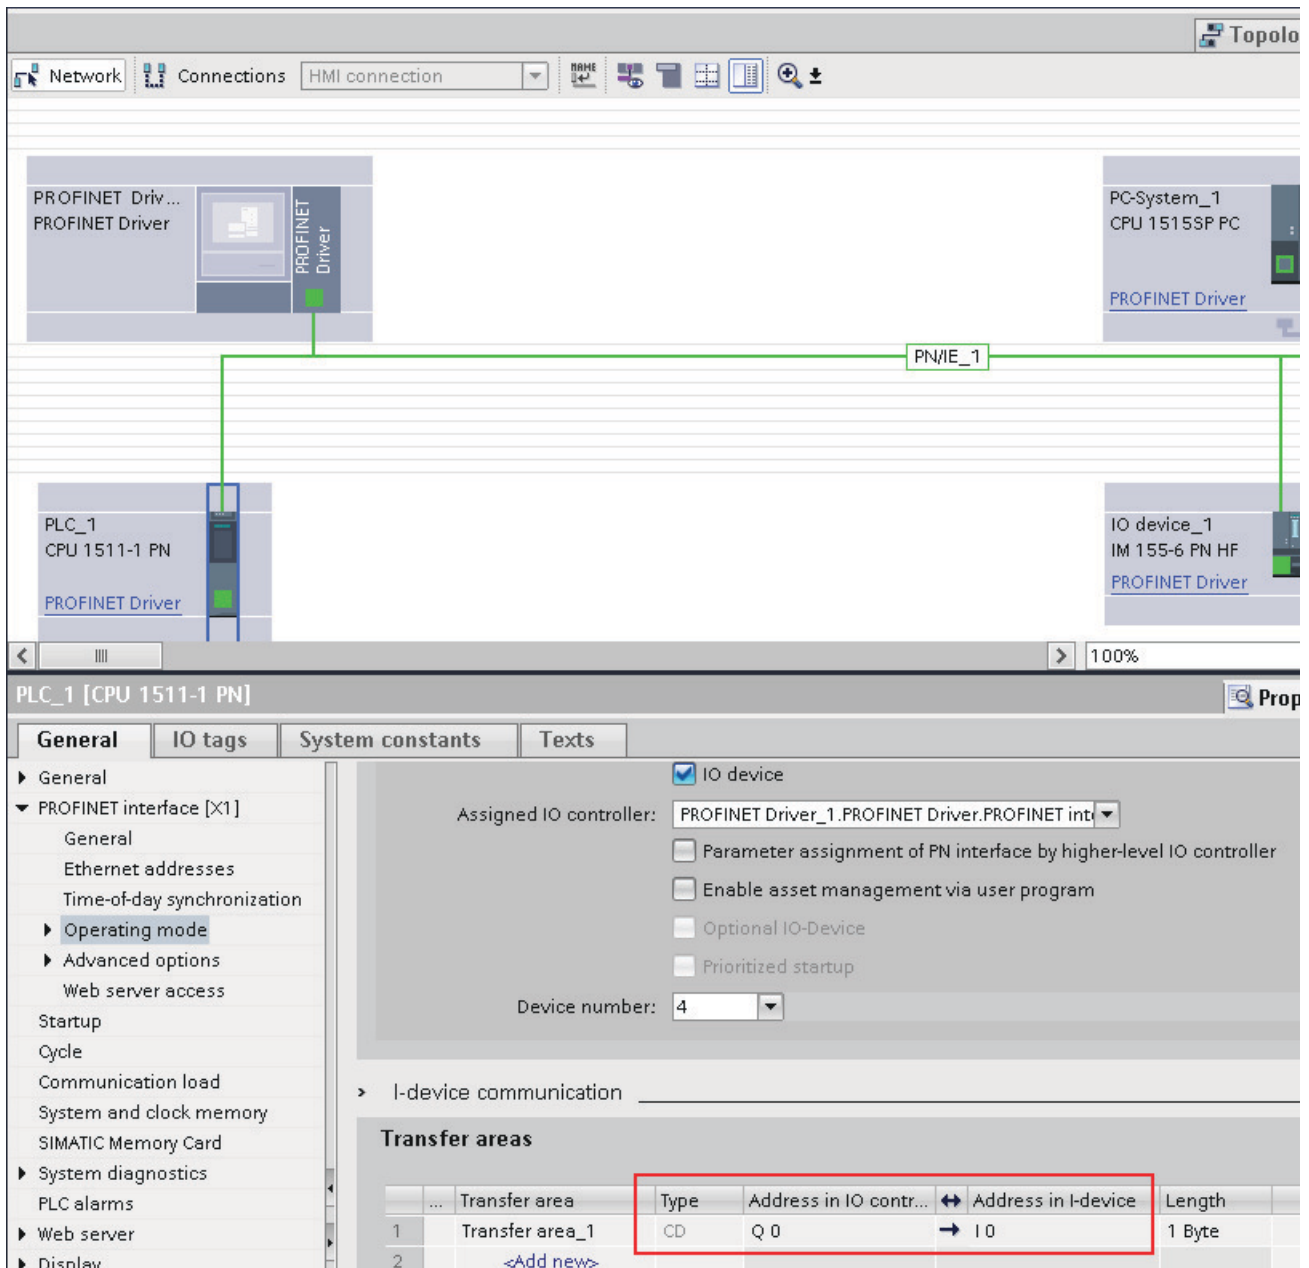 Topolo
Network Connections HMI connection
NAME
PROFINET Driv...
PROFINET Driver
PROFINET
Driver
PC-System_1
CPU 1515SP PC
PROFINET Driver
PN/IE_1
PLC_1
CPU 1511-1 PN
PROFINET Driver
IO device_1
IM 155-6 PN HF
PROFINET Driver
100%
PLC_1 [CPU 1511-1 PN]
Prop
General IO tags System constants Texts
General
PROFINET interface [X1]
General
Ethernet addresses
Time-of-day synchronization
Operating mode
Advanced options
Web server access
Startup
Cycle
Communication load
System and clock memory
SIMATIC Memory Card
System diagnostics
PLC alarms
Web server
Display
IO device
Assigned IO controller: PROFINET Driver_1.PROFINET Driver.PROFINET int
Parameter assignment of PN interface by higher-level IO controller
Enable asset management via user program
Optional IO-Device
Prioritized startup
Device number: 4
I-device communication
Transfer areas
... Transfer area Type Address in IO contr... ↔ Address in I-device Length
1 Transfer area_1 CD Q 0 → I 0 1 Byte
2 <Add new>